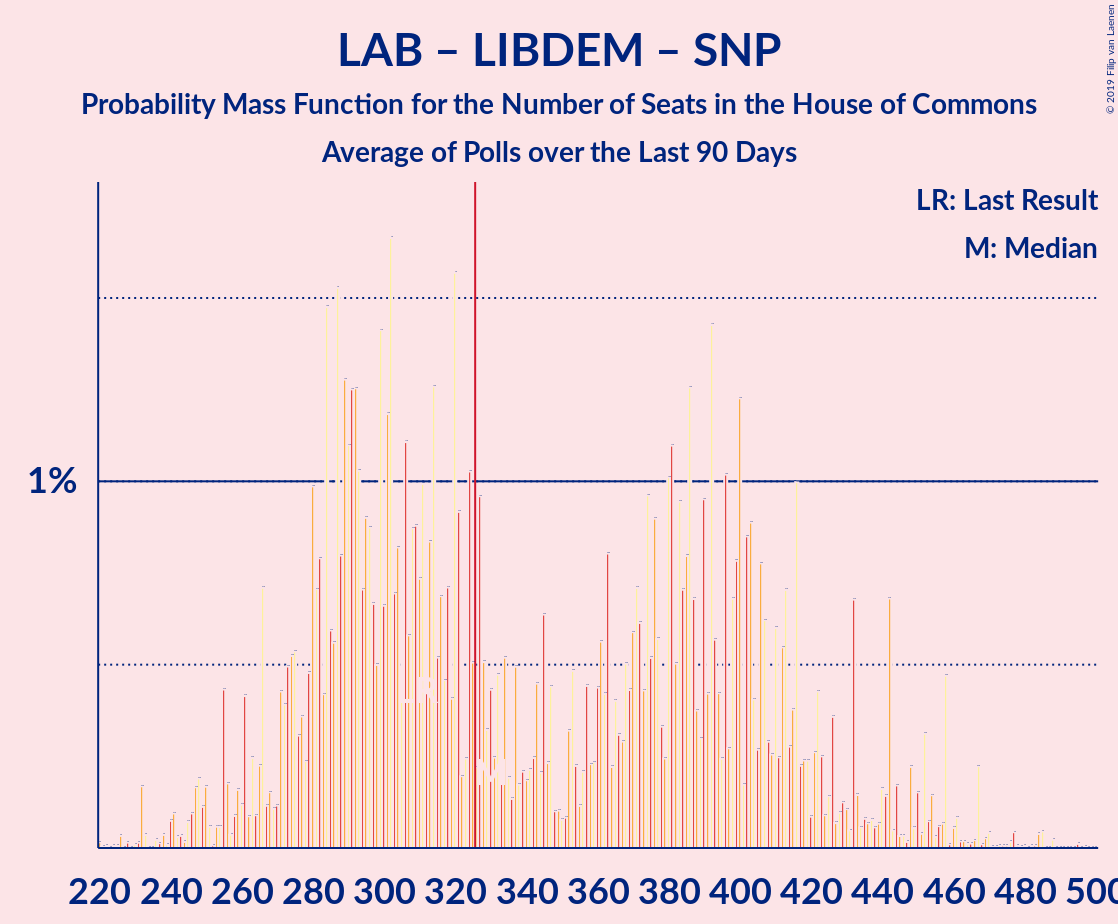 LAB – LIBDEM – SNP
Probability Mass Function for the Number of Seats in the House of Commons
Average of Polls over the Last 90 Days
© 2019 Filip van Laenen
LR: Last Result
M: Median
1%
LR
M
220 240 260 280 300 320 340 360 380 400 420 440 460 480 500